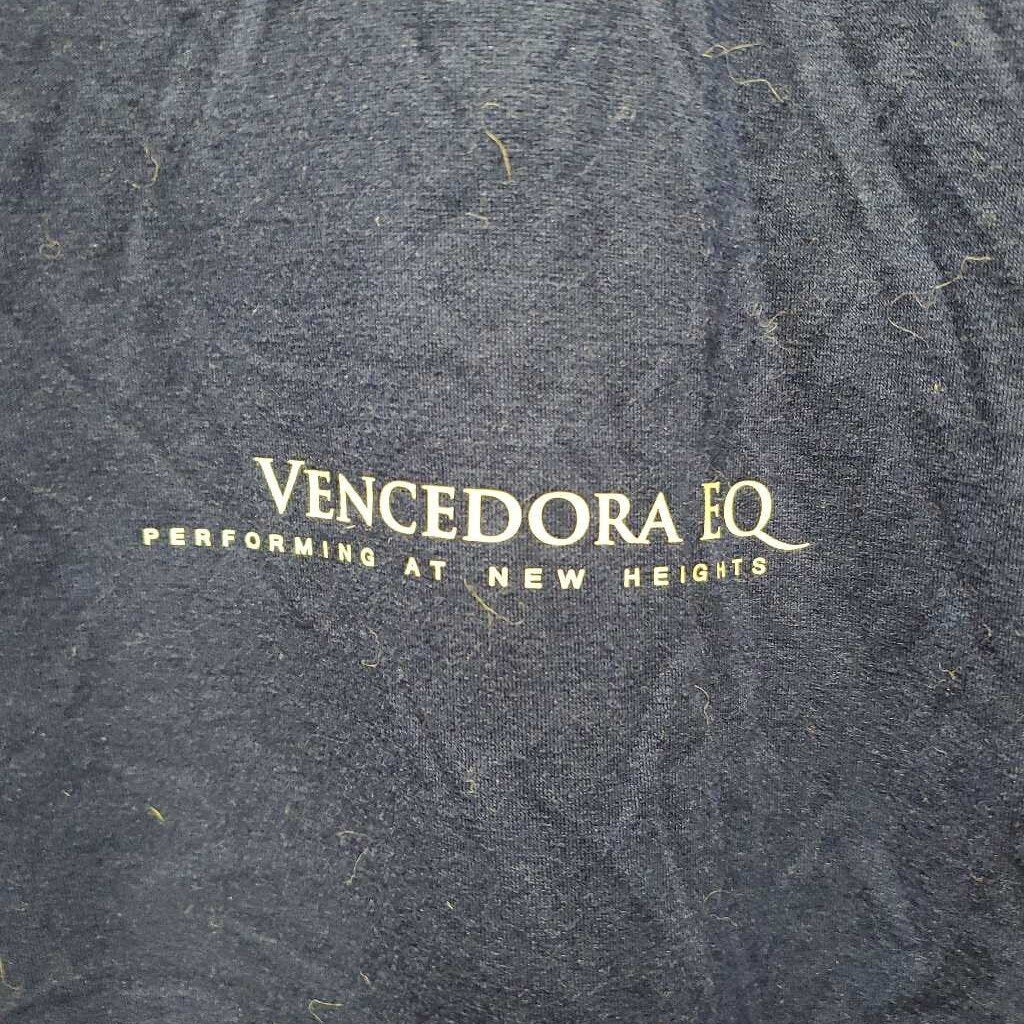 VENCEDORA EQ
PERFORMING AT NEW HEIGHTS